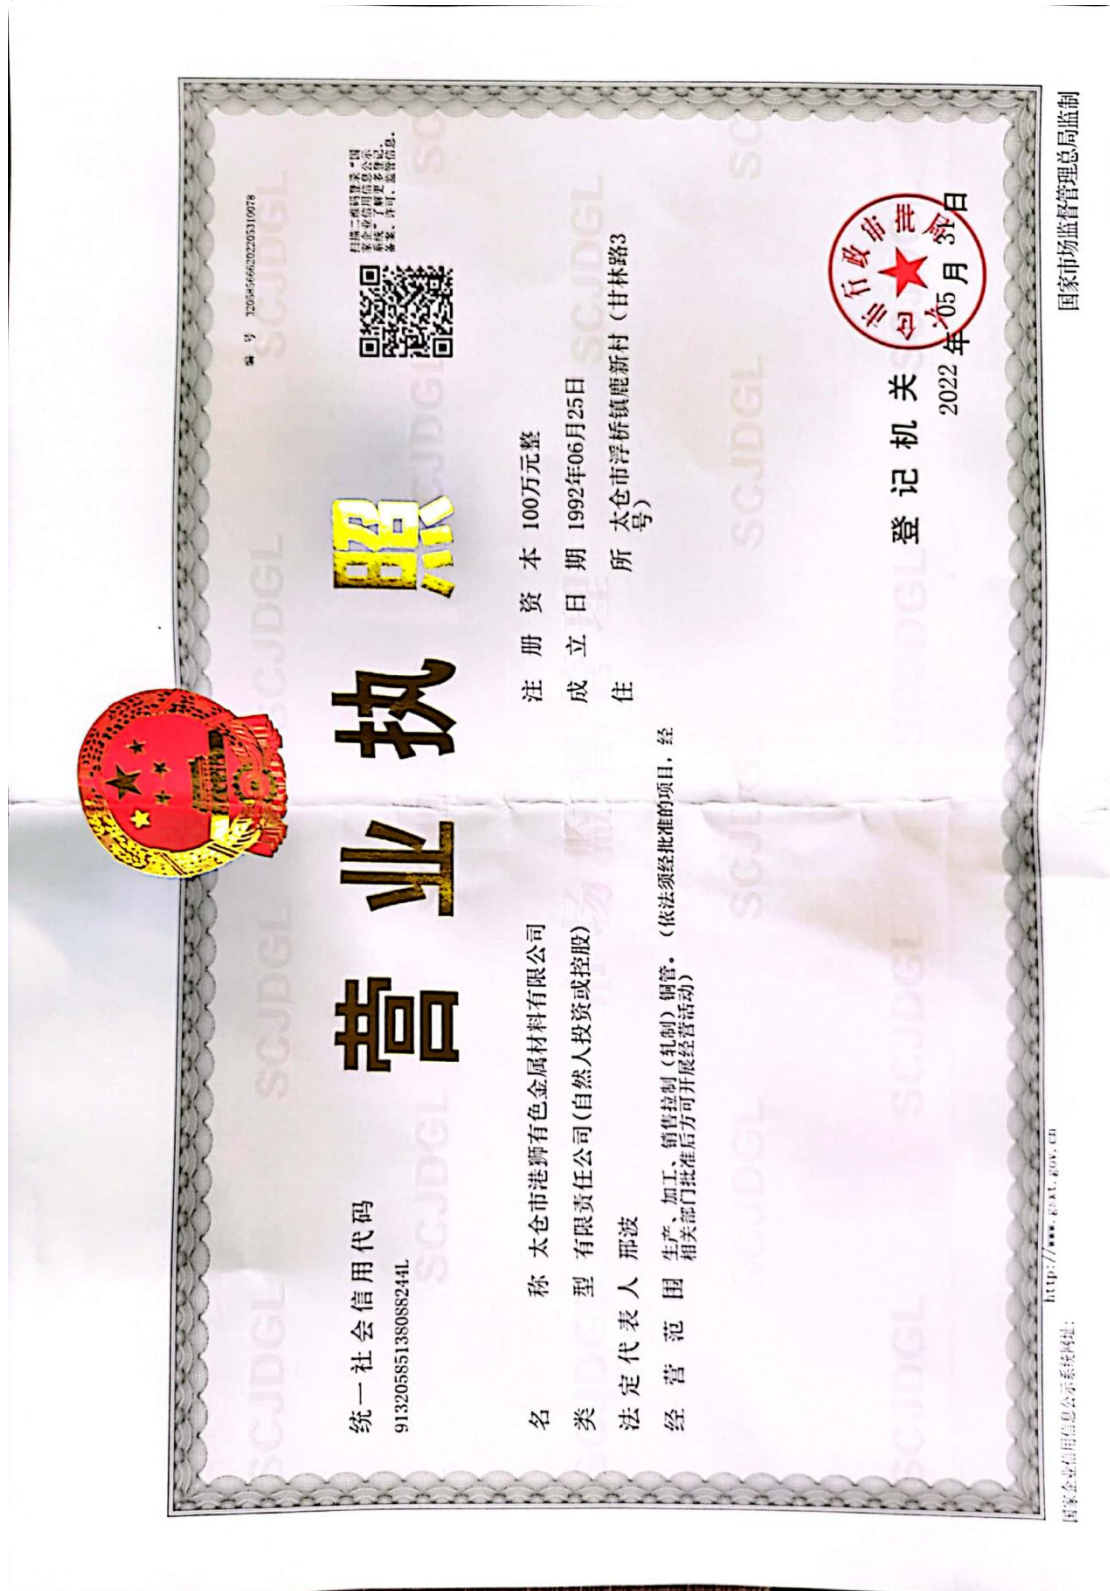 编 号 320585666202205310078
统一社会信用代码
91320585138088244L
营业执照
扫描二维码登录“国
家企业信用信息公示
系统”了解更多登记、
备案、许可、监管信息。
名 称 太仓市港狮有色金属材料有限公司
类 型 有限责任公司(自然人投资或控股)
法定代表人 邢波
经 营 范 围 生产、加工、销售拉制(轧制)铜管。(依法须经批准的项目,经
相关部门批准后方可开展经营活动)
注 册 资 本 100万元整
成 立 日 期 1992年06月25日
住 所 太仓市浮桥镇鹿新村(甘林路3
号)
登 记 机 关
2022 年 05 月 31 日
国家企业信用信息公示系统网址:
http://www.gsxt.gov.cn
国家市场监督管理总局监制
SCJDGL